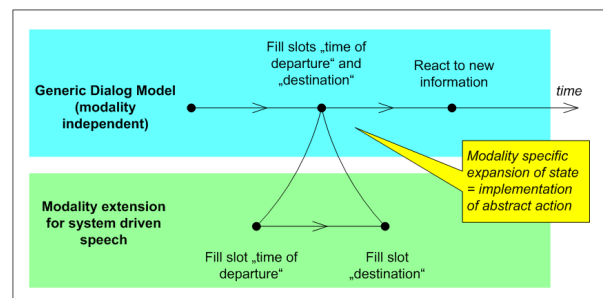 Fill slots „time of
departure“ and
„destination“
React to new
information
time
Generic Dialog Model
(modality
independent)
Modality specific
expansion of state
= implementation
of abstract action
Modality extension
for system driven
speech
Fill slot „time of
departure“
Fill slot
„destination“